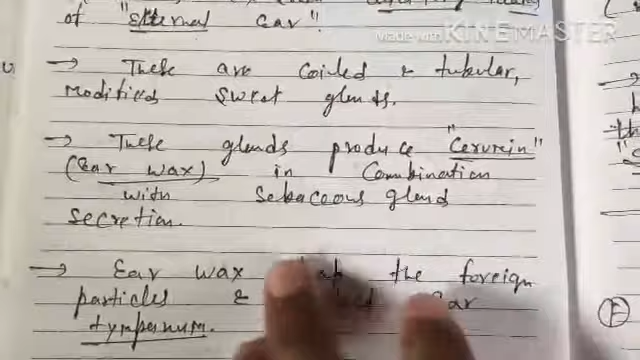 of "External ear".
Made with KINEMASTER
→ These are coiled & tubular,
modified sweat glands.
→ These glands produce "Cerumin"
(Ear wax) in Combination
with sebaceous gland
secretion.
→ Ear wax the foreign
particles & ear
tympanum.